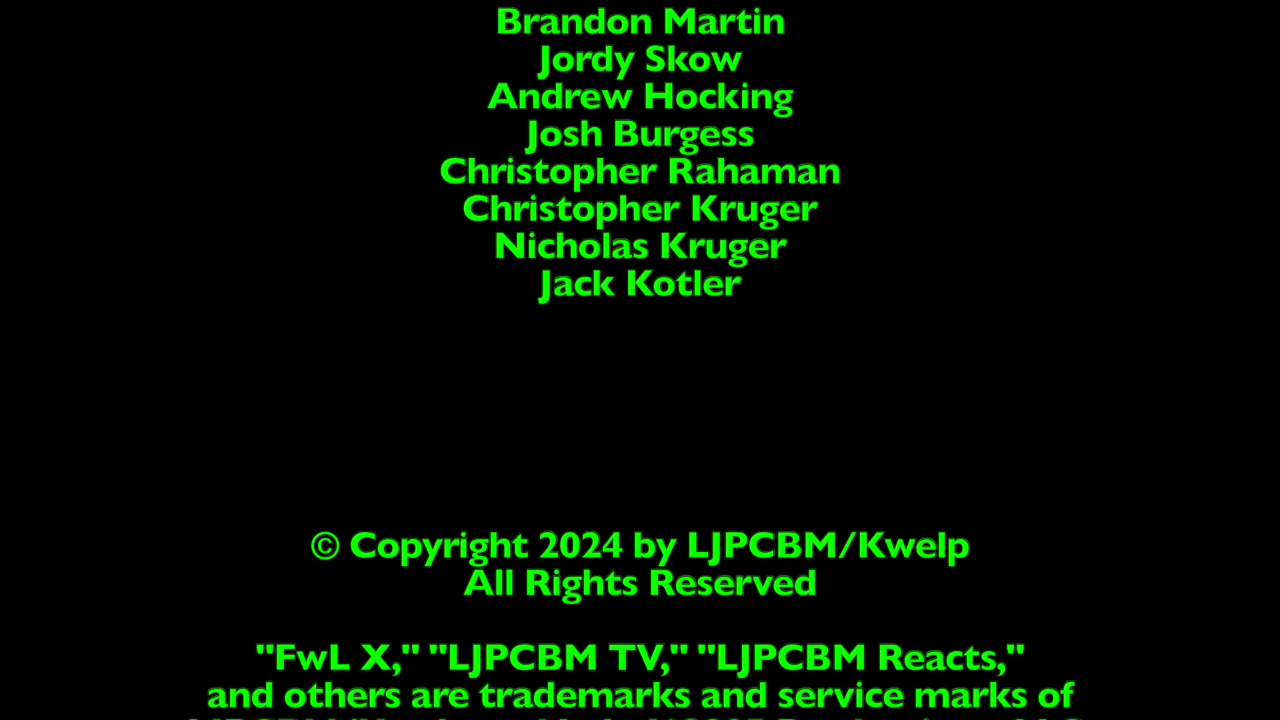 Brandon Martin
Jordy Skow
Andrew Hocking
Josh Burgess
Christopher Rahaman
Christopher Kruger
Nicholas Kruger
Jack Kotler
© Copyright 2024 by LJPCBM/Kwelp
All Rights Reserved
"FwL X," "LJPCBM TV," "LJPCBM Reacts,"
and others are trademarks and service marks of